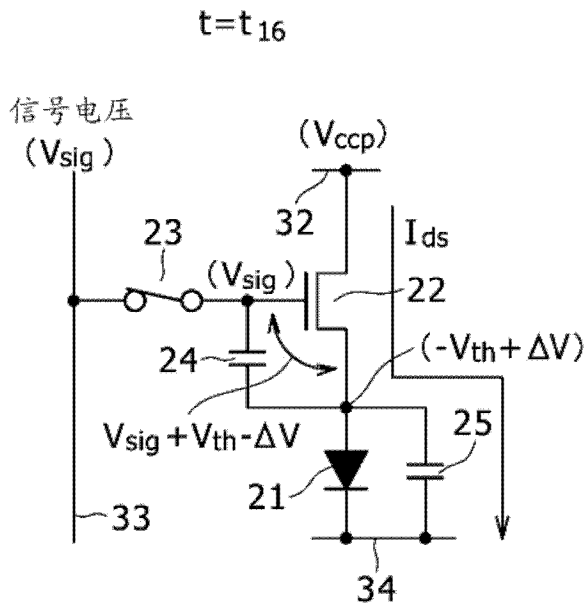 t=t16
信号电压
(Vsig)
(Vccp)
32
Ids
23
(Vsig)
22
24
(-Vth+ΔV)
Vsig+Vth-ΔV
25
21
33
34